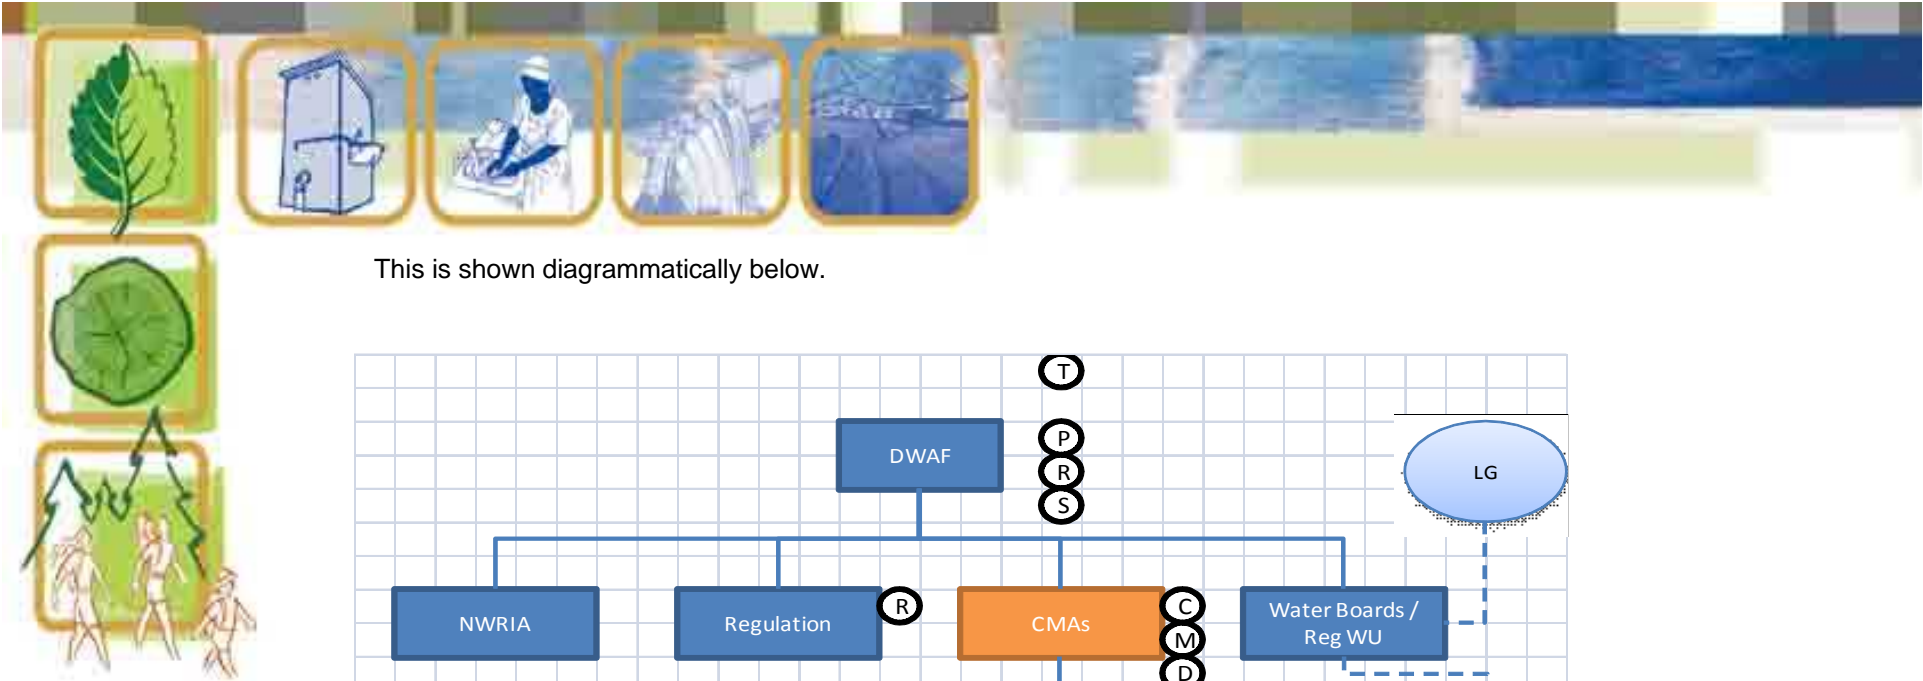 This is shown diagrammatically below.
T
DWAF
P
R
S
LG
NWRIA
Regulation
R
CMAs
C
M
D
Water Boards /
Reg WU